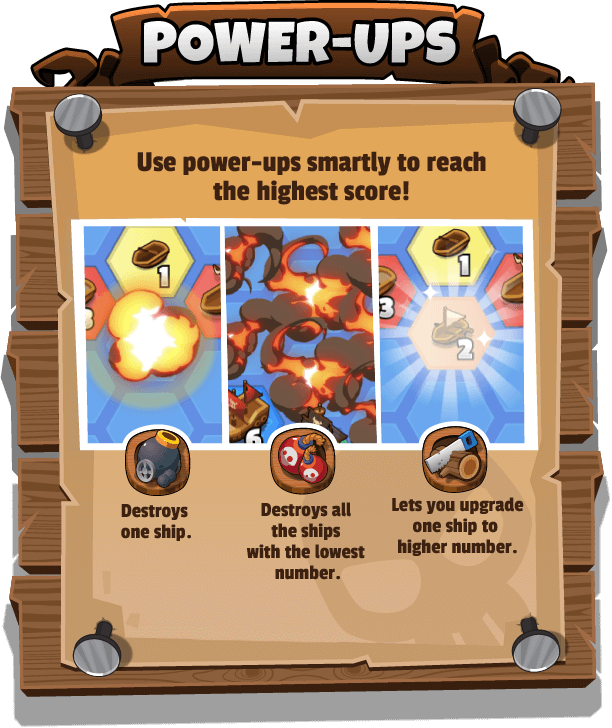 POWER-UPS
Use power-ups smartly to reach
the highest score!
1
3
6
1
3
2
Destroys
one ship.
Destroys all
the ships
with the lowest
number.
Lets you upgrade
one ship to
higher number.